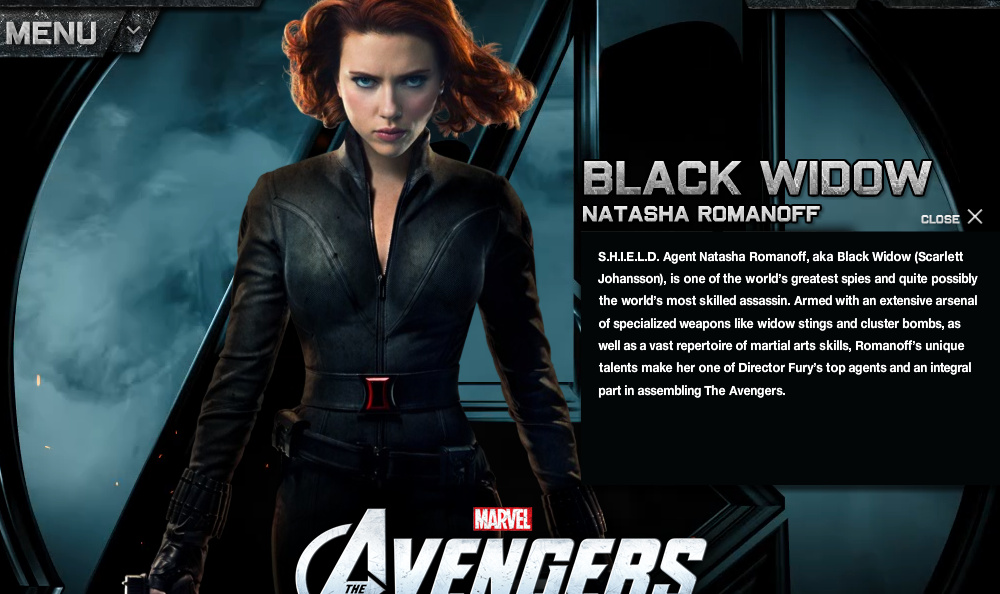 MENU
BLACK WIDOW
NATASHA ROMANOFF
CLOSE
S.H.I.E.L.D. Agent Natasha Romanoff, aka Black Widow (Scarlett
Johansson), is one of the world's greatest spies and quite possibly
the world's most skilled assassin. Armed with an extensive arsenal
of specialized weapons like widow stings and cluster bombs, as
well as a vast repertoire of martial arts skills, Romanoff's unique
talents make her one of Director Fury's top agents and an integral
part in assembling The Avengers.
MARVEL
THE AVENGERS